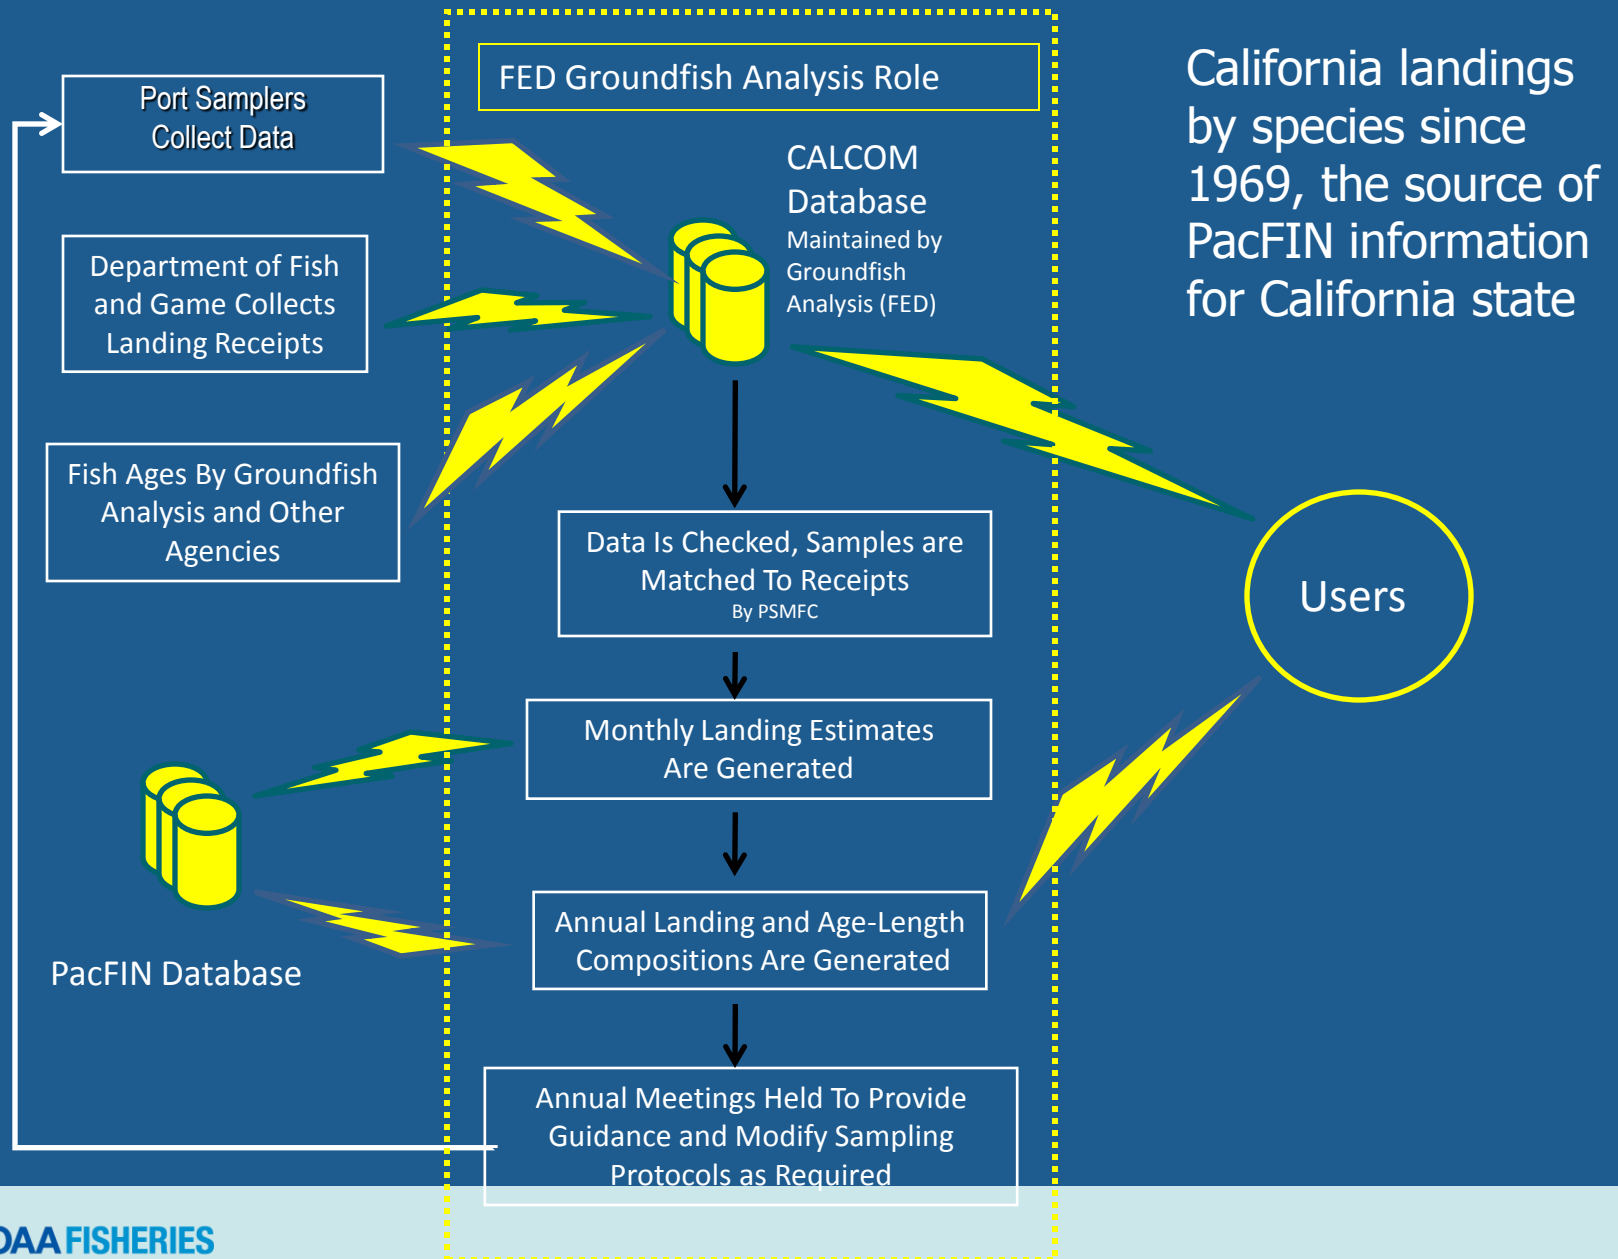 Port Samplers
Collect Data
Department of Fish
and Game Collects
Landing Receipts
Fish Ages By Groundfish
Analysis and Other
Agencies
FED Groundfish Analysis Role
CALCOM
Database
Maintained by
Groundfish
Analysis (FED)
California landings
by species since
1969, the source of
PacFIN information
for California state
Data Is Checked, Samples are
Matched To Receipts
By PSMFC
Users
Monthly Landing Estimates
Are Generated
PacFIN Database
Annual Landing and Age-Length
Compositions Are Generated
Annual Meetings Held To Provide
Guidance and Modify Sampling
Protocols as Required
OAA FISHERIES